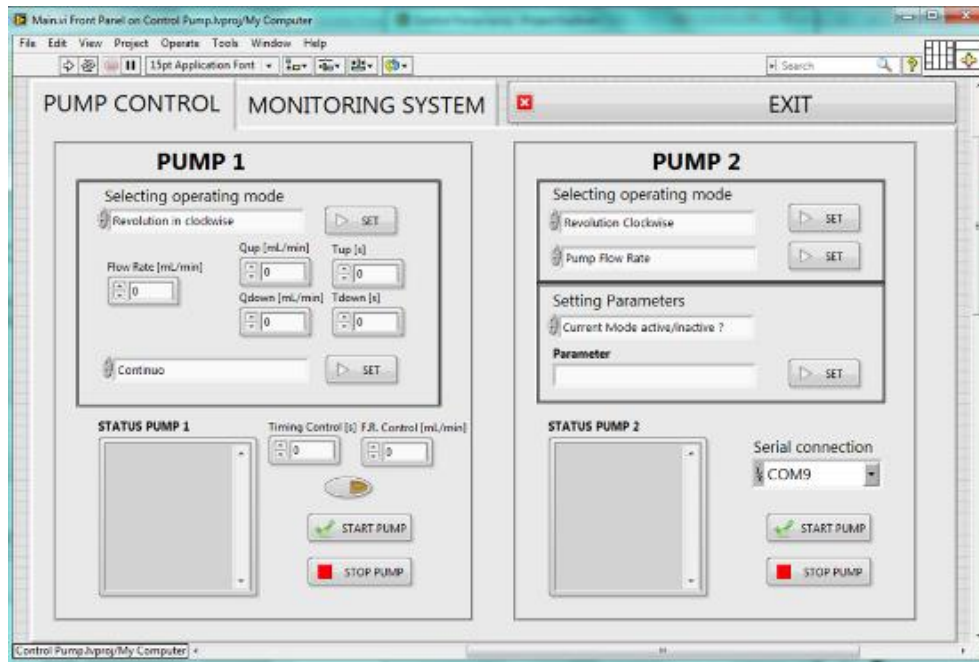 Main.vi Front Panel on Control Pump.lvproj/My Computer
File Edit View Project Operate Tools Window Help
15pt Application Font
Search
PUMP CONTROL
MONITORING SYSTEM
EXIT
PUMP 1
Selecting operating mode
Revolution in clockwise
SET
Flow Rate [mL/min]
0
Qup [mL/min] Tup [s]
0 0
Qdown [mL/min] Tdown [s]
0 0
Continuo
SET
STATUS PUMP 1
Timing Control [s] F.R. Control [mL/min]
0 0
START PUMP
STOP PUMP
PUMP 2
Selecting operating mode
Revolution Clockwise
SET
Pump Flow Rate
SET
Setting Parameters
Current Mode active/inactive ?
Parameter
SET
STATUS PUMP 2
Serial connection
COM9
START PUMP
STOP PUMP
Control Pump.lvproj/My Computer